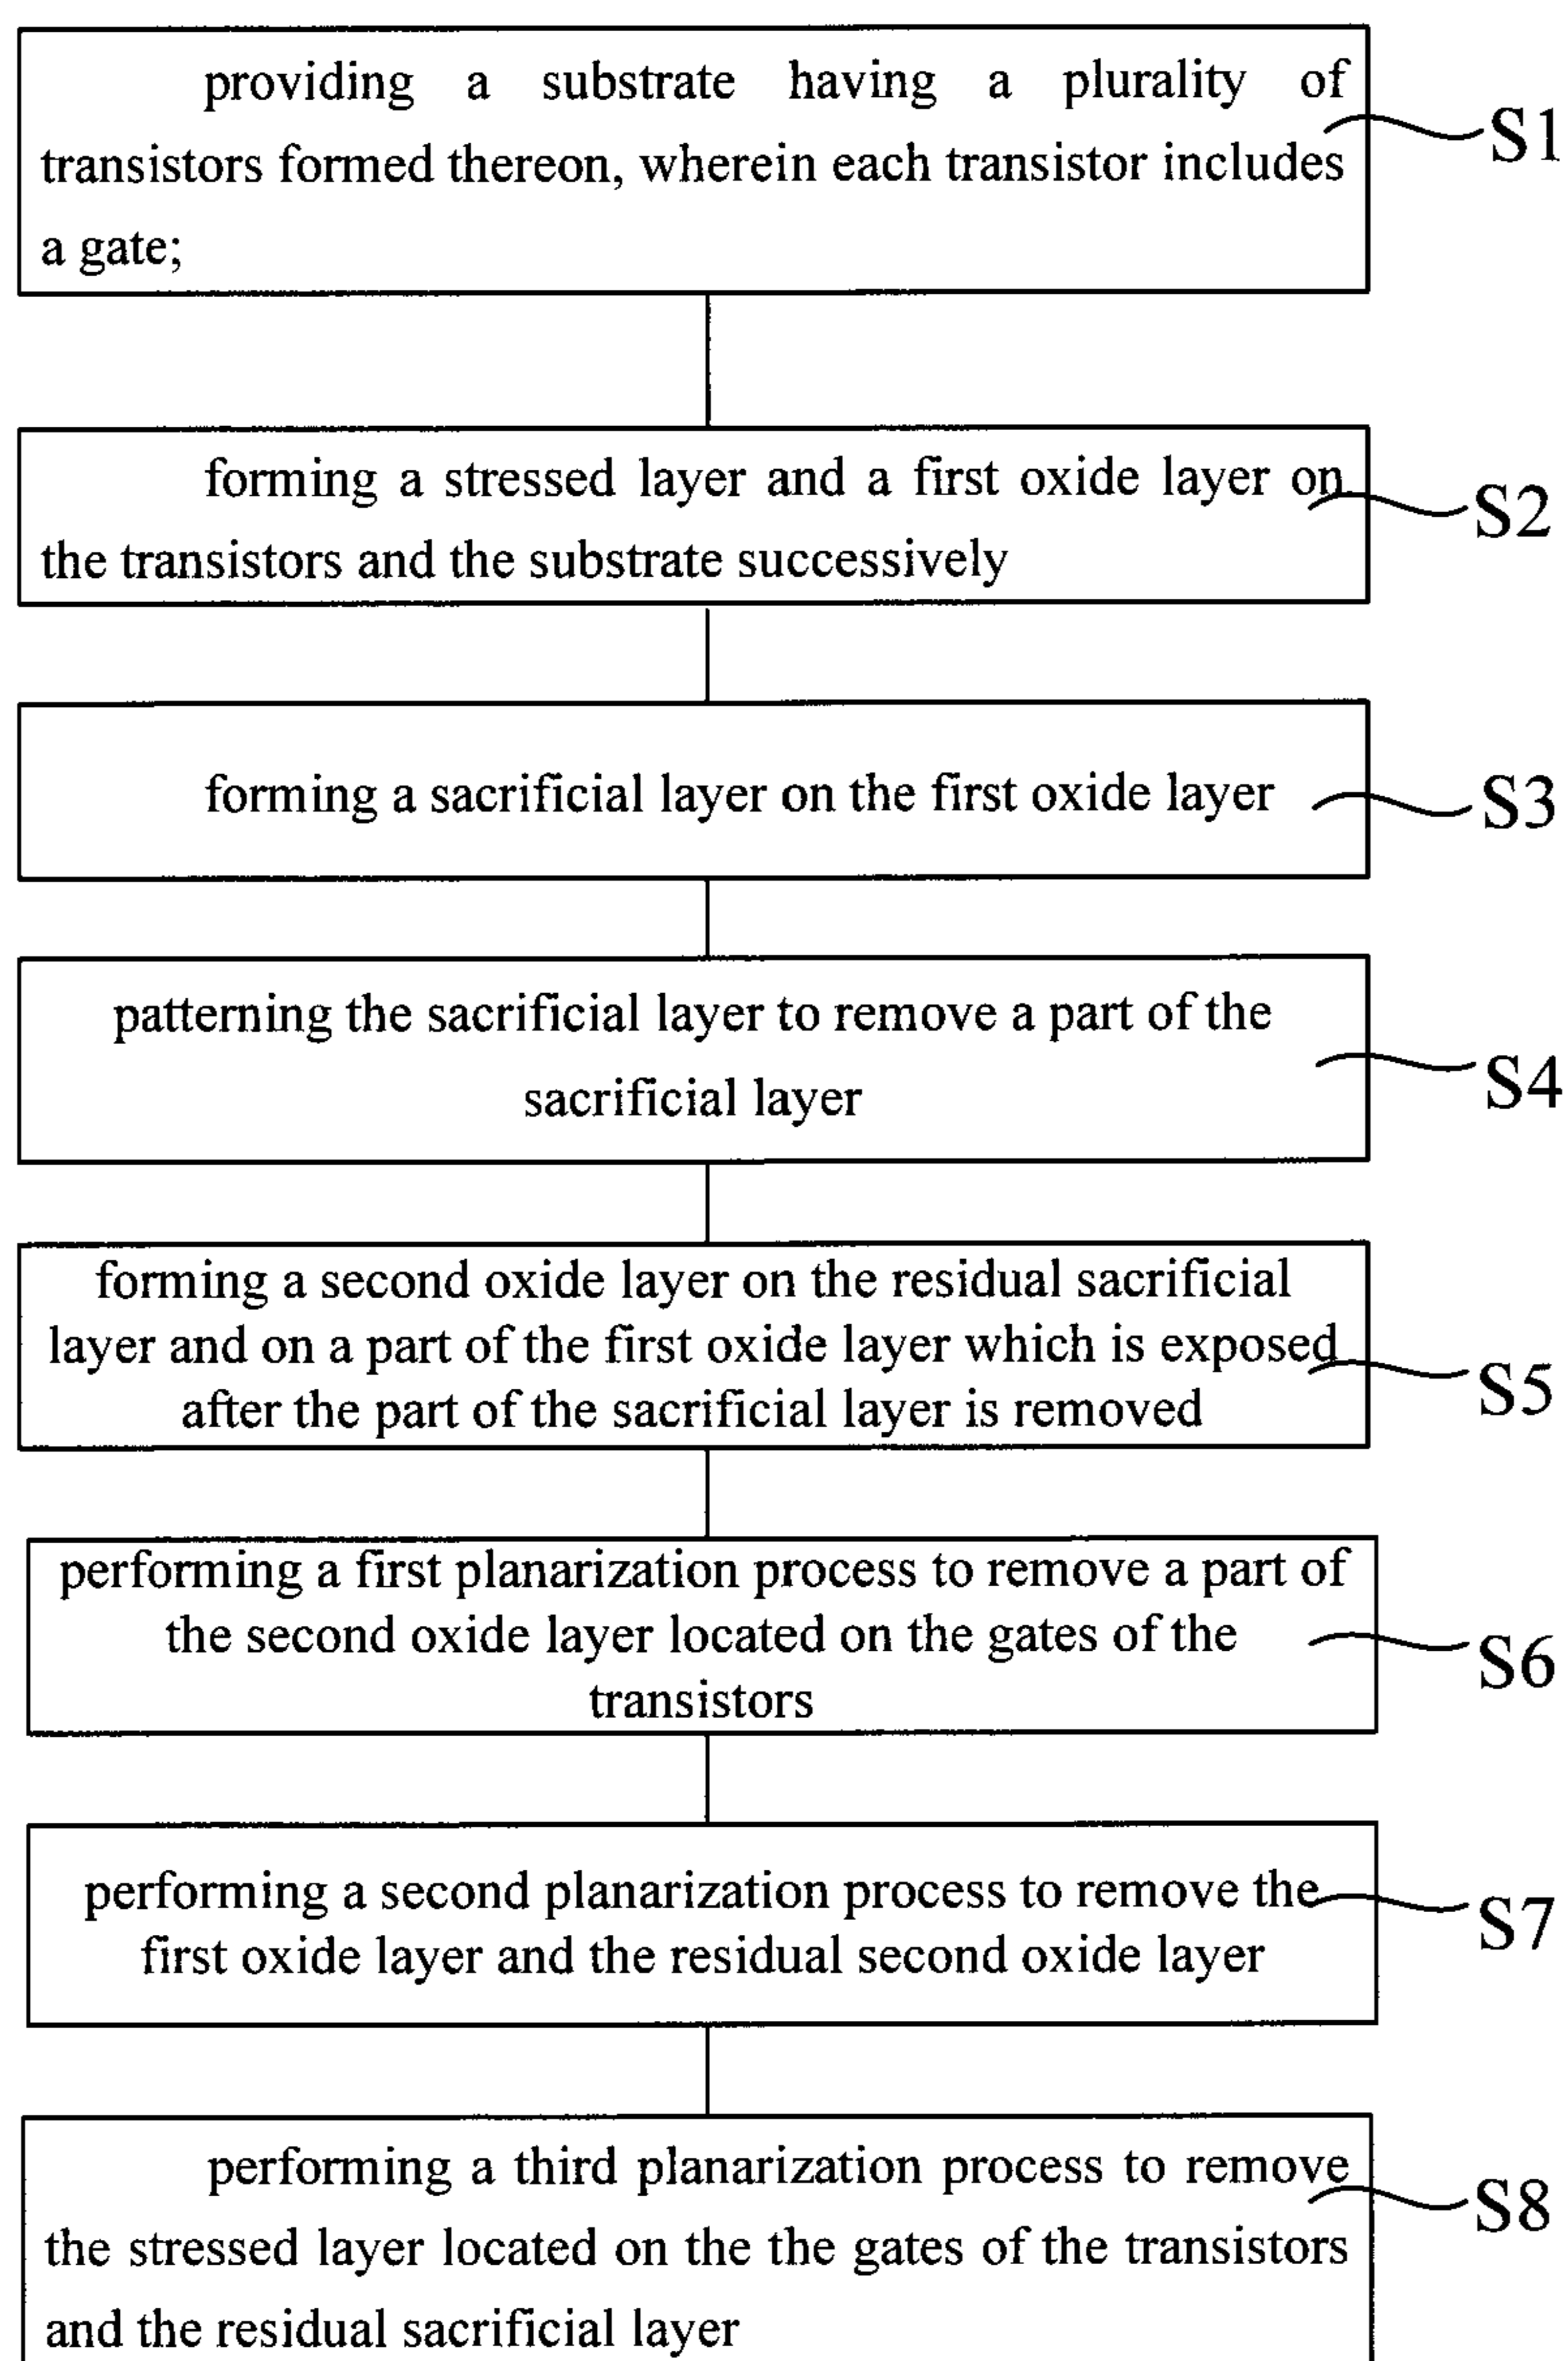 providing a substrate having a plurality of
transistors formed thereon, wherein each transistor includes
a gate;
S1
forming a stressed layer and a first oxide layer on
the transistors and the substrate successively
S2
forming a sacrificial layer on the first oxide layer
S3
patterning the sacrificial layer to remove a part of the
sacrificial layer
S4
forming a second oxide layer on the residual sacrificial
layer and on a part of the first oxide layer which is exposed
after the part of the sacrificial layer is removed
S5
performing a first planarization process to remove a part of
the second oxide layer located on the gates of the
transistors
S6
performing a second planarization process to remove the
first oxide layer and the residual second oxide layer
S7
performing a third planarization process to remove
the stressed layer located on the the gates of the transistors
and the residual sacrificial layer
S8